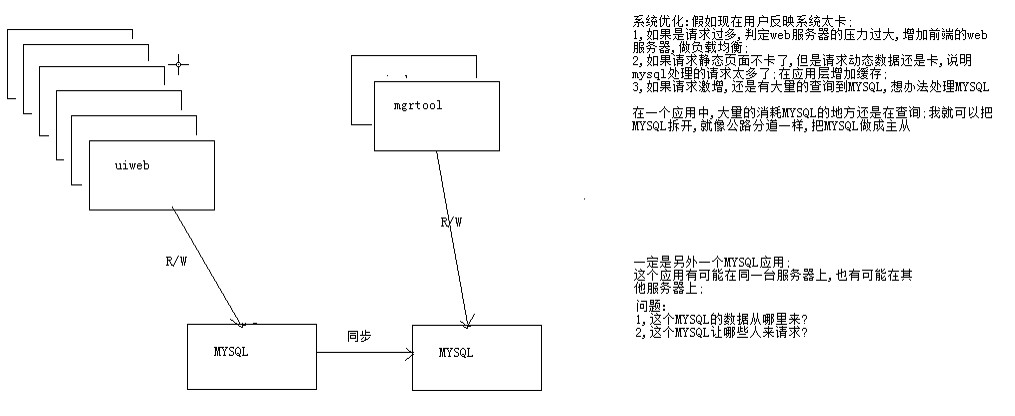 系统优化:假如现在用户反映系统太卡;
1,如果是请求过多,判定web服务器的压力过大,增加前端的web
服务器,做负载均衡;
2,如果请求静态页面不卡了,但是请求动态数据还是卡,说明
mysql处理的请求太多了;在应用层增加缓存;
3,如果请求激增,还是有大量的查询到MYSQL,想办法处理MYSQL
在一个应用中,大量的消耗MYSQL的地方还是在查询;我就可以把
MYSQL拆开,就像公路分道一样,把MYSQL做成主从
mgrtool
uiweb
R/W
R/W
一定是另外一个MYSQL应用;
这个应用有可能在同一台服务器上,也有可能在其
他服务器上;
问题:
1,这个MYSQL的数据从哪里来?
2,这个MYSQL让哪些人来请求?
同步
MYSQL
MYSQL